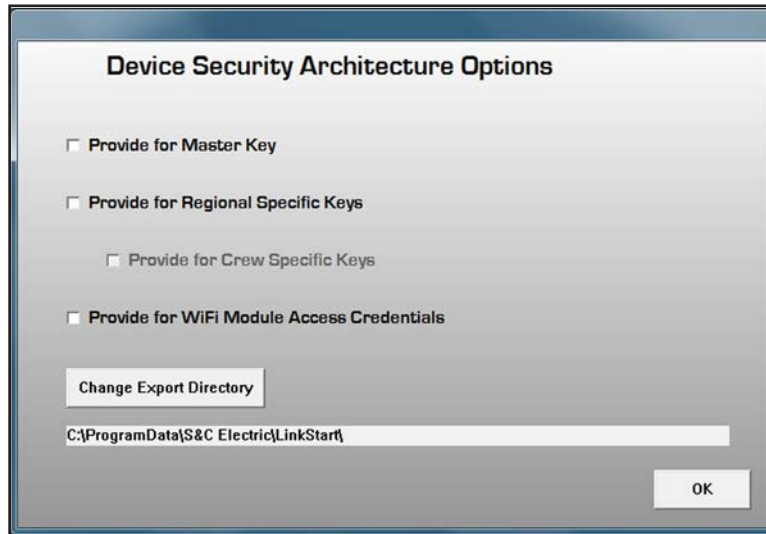 Device Security Architecture Options
Provide for Master Key
Provide for Regional Specific Keys
Provide for Crew Specific Keys
Provide for WiFi Module Access Credentials
Change Export Directory
C:\ProgramData\S&C Electric\LinkStart\
OK